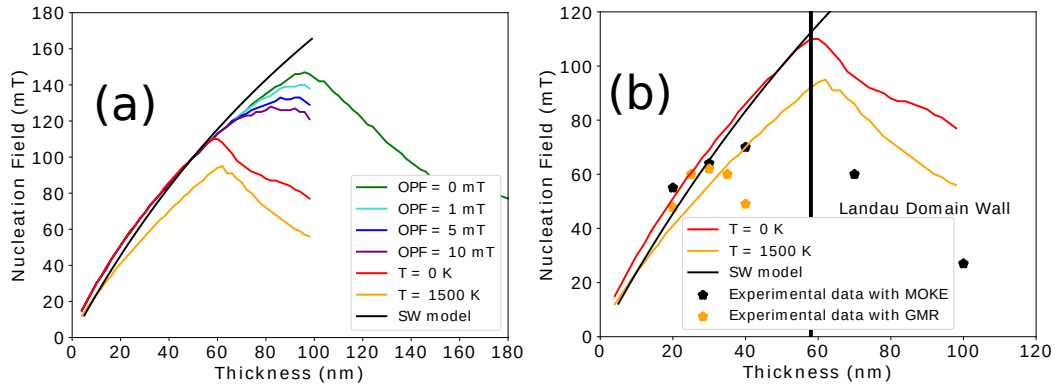 (a)
Nucleation Field (mT)
180
160
140
120
100
80
60
40
20
0
OPF = 0 mT
OPF = 1 mT
OPF = 5 mT
OPF = 10 mT
T = 0 K
T = 1500 K
SW model
0 20 40 60 80 100 120 140 160 180
Thickness (nm)
(b)
Nucleation Field (mT)
120
100
80
60
40
20
0
Landau Domain Wall
T = 0 K
T = 1500 K
SW model
Experimental data with MOKE
Experimental data with GMR
0 20 40 60 80 100 120
Thickness (nm)